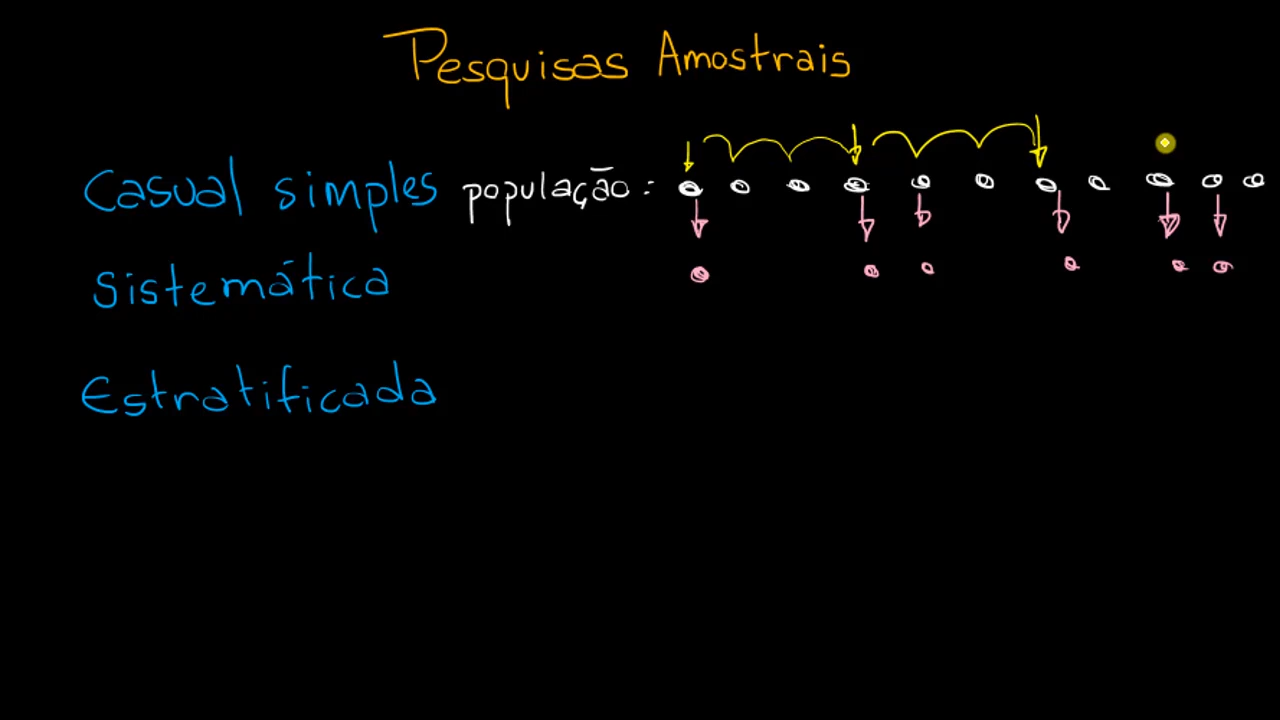 Pesquisas Amostrais
Casual simples população:
Sistemática
Estratificada